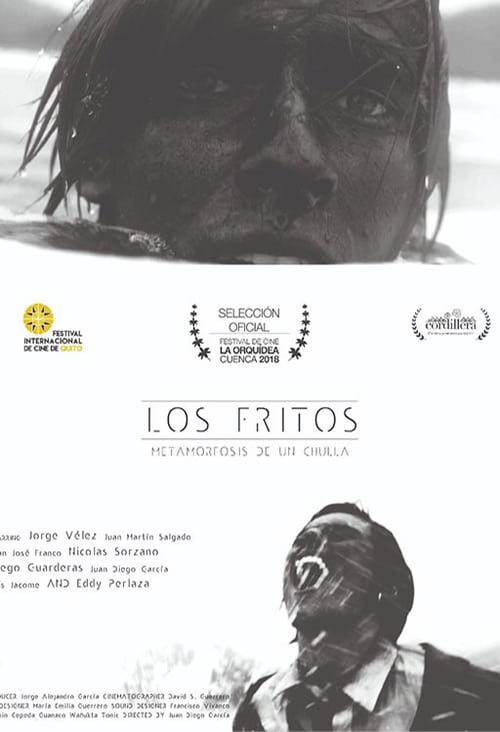 FESTIVAL
INTERNACIONAL
DE CINE DE QUITO
SELECCIÓN
OFICIAL
FESTIVAL DE CINE
LA ORQUÍDEA
CUENCA 2018
cordillera
LOS FRITOS
METAMORFOSIS DE UN CHULLA
Jorge Vélez Juan Martín Salgado
José Franco Nicolas Sorzano
Guarderas Juan Diego García
Jacome AND Eddy Perlaza
Jorge Alejandro García CINEMATOGRAPHER David S. Guerrero
María Emilia Guerrero SOUND DESIGNER Francisco Vivanco
Cepeda Guanaco Wahukta Tonic DIRECTED BY Juan Diego García